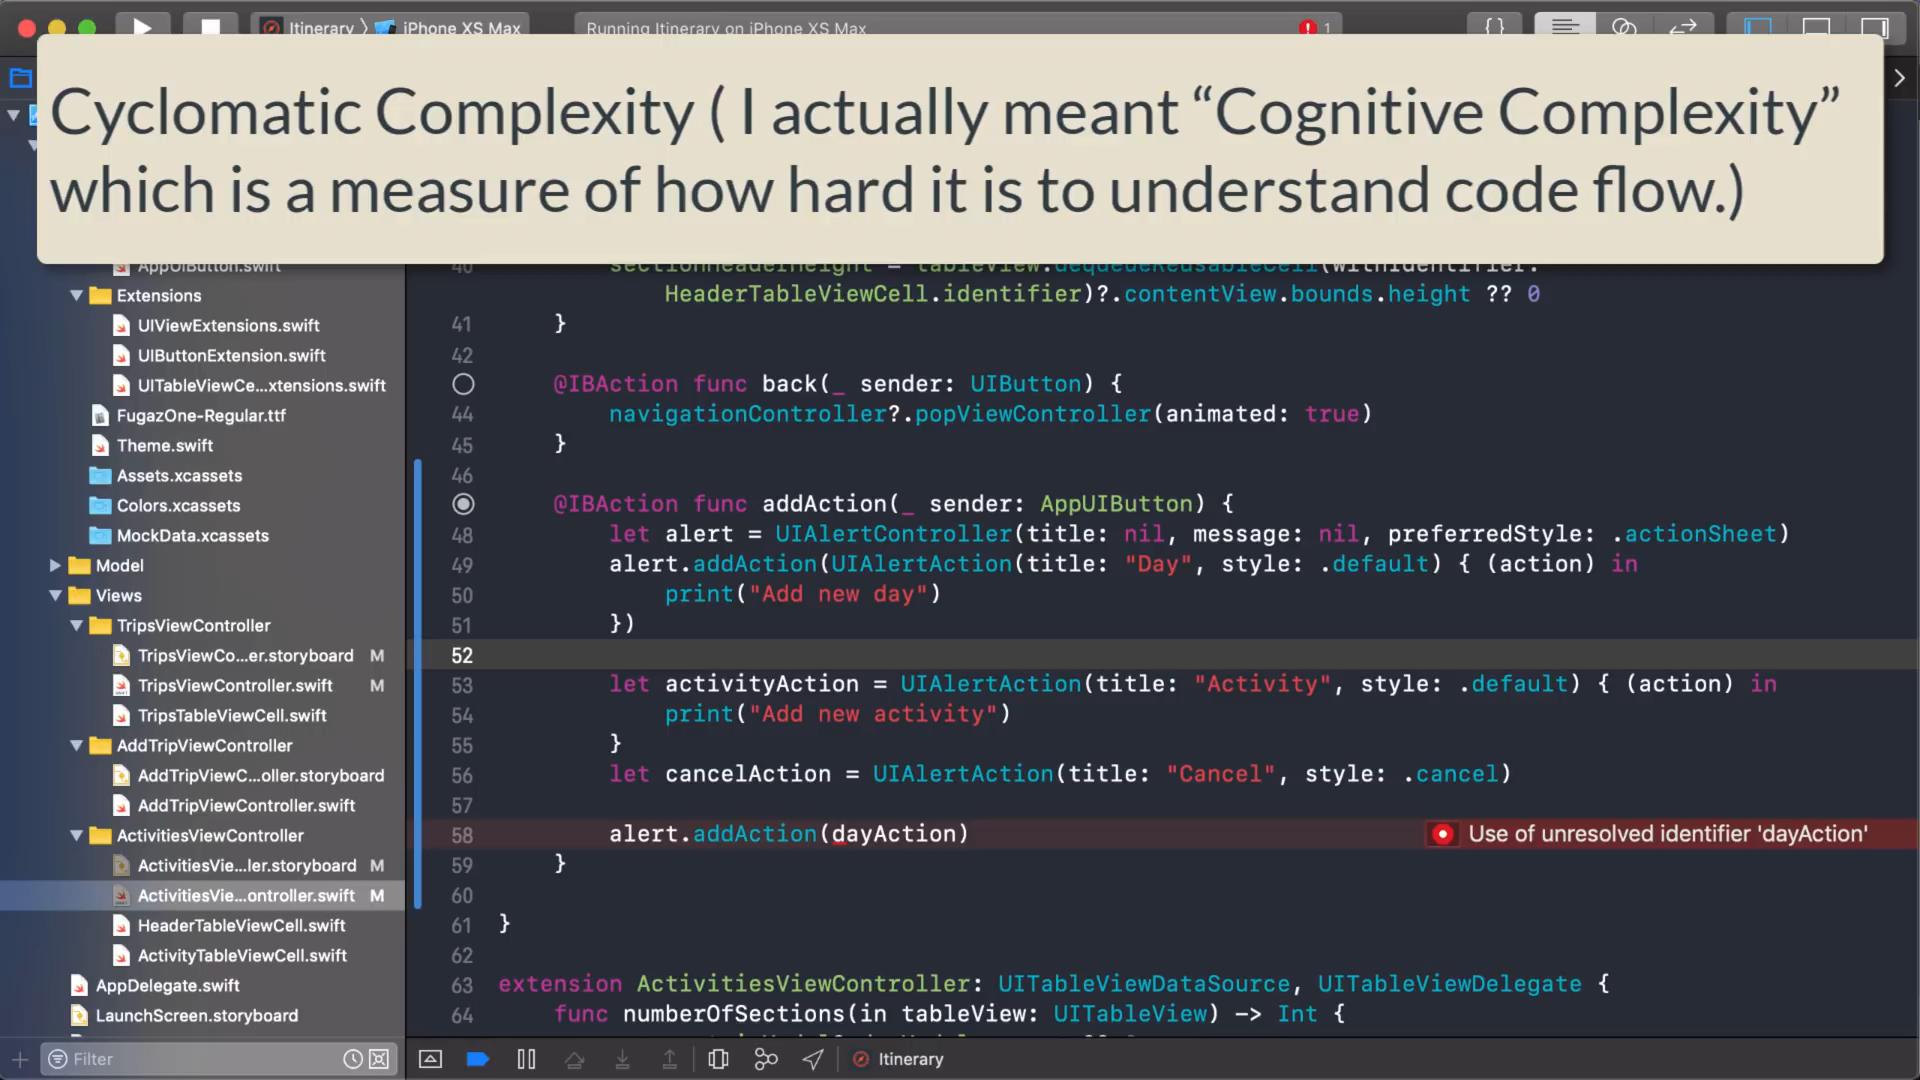 Itinerary 〉 iPhone XS Max
Running Itinerary on iPhone XS Max
1
Cyclomatic Complexity ( I actually meant “Cognitive Complexity”
which is a measure of how hard it is to understand code flow.)
AppUIButton.swift
Extensions
UIViewExtensions.swift
UIButtonExtension.swift
UITableViewCe...xtensions.swift
FugazOne-Regular.ttf
Theme.swift
Assets.xcassets
Colors.xcassets
MockData.xcassets
Model
Views
TripsViewController
TripsViewCo...er.storyboard M
TripsViewController.swift M
TripsTableViewCell.swift
AddTripViewController
AddTripViewC...oller.storyboard
AddTripViewController.swift
ActivitiesViewController
ActivitiesVie...ler.storyboard M
ActivitiesVie...ontroller.swift M
HeaderTableViewCell.swift
ActivityTableViewCell.swift
AppDelegate.swift
LaunchScreen.storyboard
Filter
40 sectionHeaderHeight = tableView.dequeueReusableCell(withIdentifier:
HeaderTableViewCell.identifier)?.contentView.bounds.height ?? 0
41 }
42
@IBAction func back(_ sender: UIButton) {
44 navigationController?.popViewController(animated: true)
45 }
46
@IBAction func addAction(_ sender: AppUIButton) {
48 let alert = UIAlertController(title: nil, message: nil, preferredStyle: .actionSheet)
49 alert.addAction(UIAlertAction(title: "Day", style: .default) { (action) in
50 print("Add new day")
51 })
52
53 let activityAction = UIAlertAction(title: "Activity", style: .default) { (action) in
54 print("Add new activity")
55 }
56 let cancelAction = UIAlertAction(title: "Cancel", style: .cancel)
57
58 alert.addAction(dayAction) Use of unresolved identifier 'dayAction'
59 }
60
61 }
62
63 extension ActivitiesViewController: UITableViewDataSource, UITableViewDelegate {
64 func numberOfSections(in tableView: UITableView) -> Int {
Itinerary